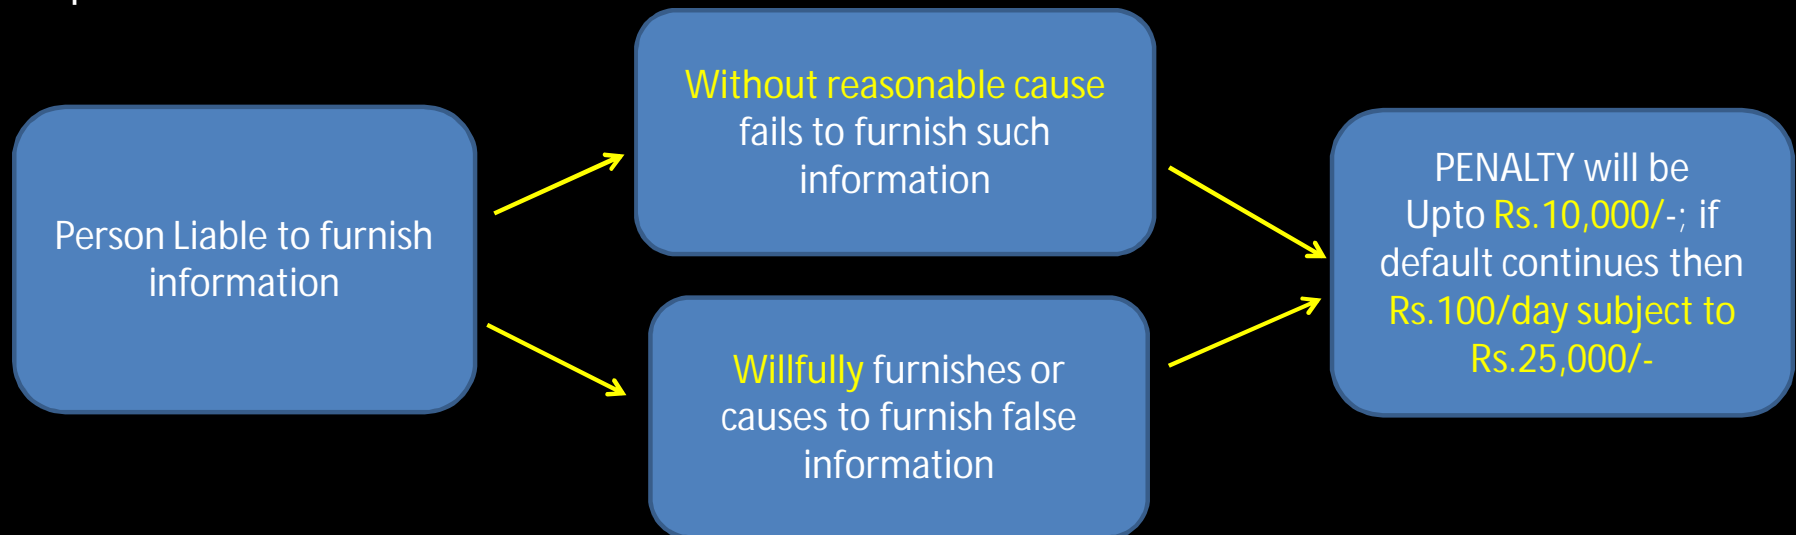 Person Liable to furnish
information
Without reasonable cause
fails to furnish such
information
Willfully furnishes or
causes to furnish false
information
PENALTY will be
Upto Rs.10,000/-; if
default continues then
Rs.100/day subject to
Rs.25,000/-